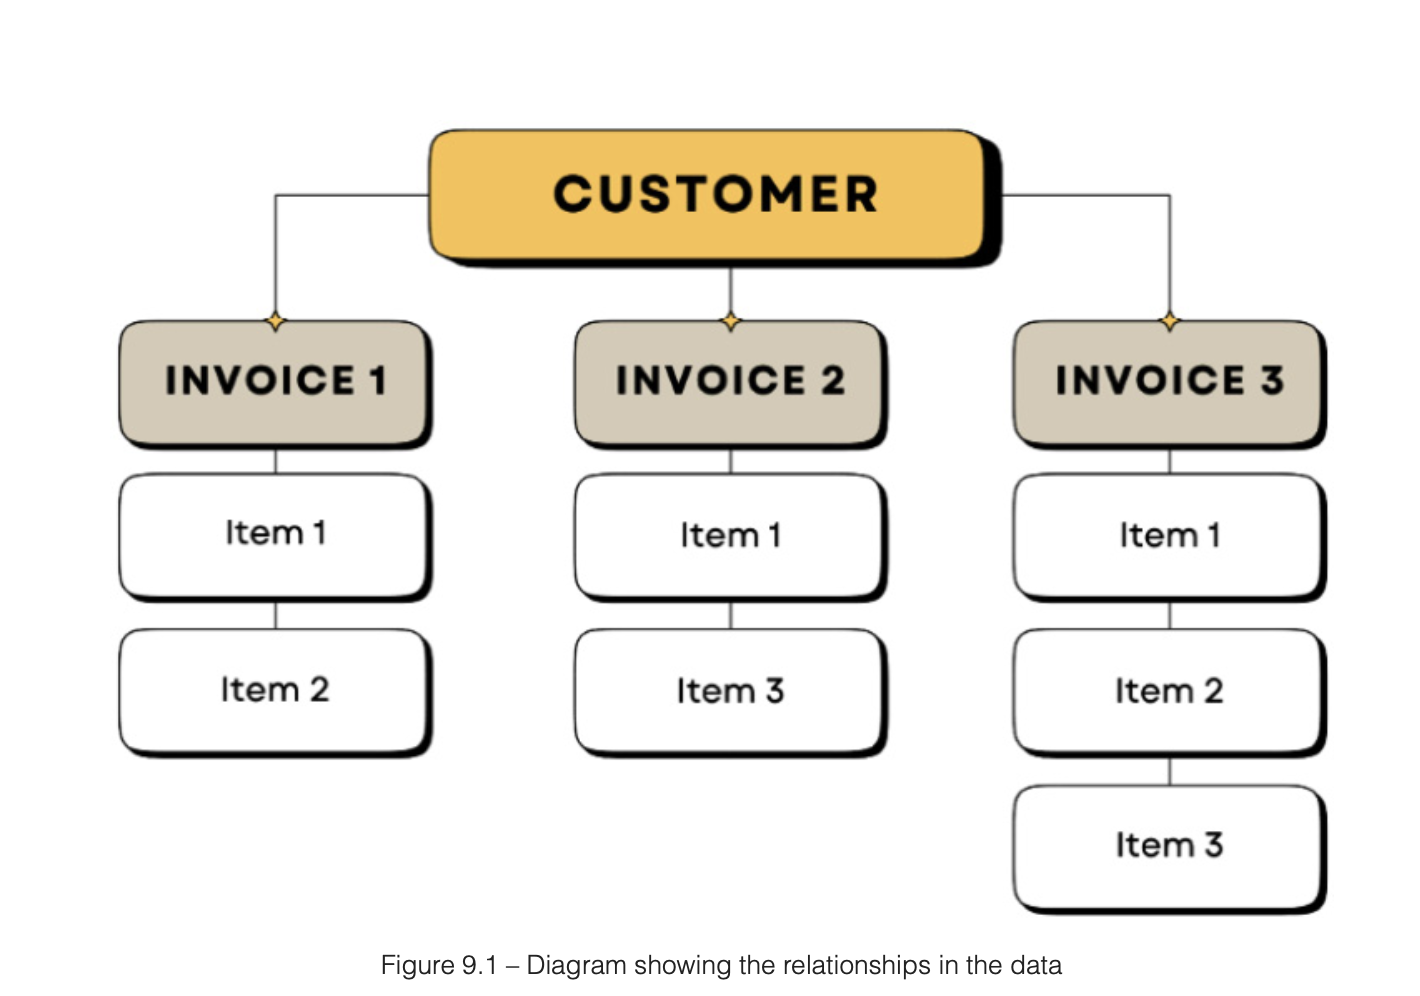 CUSTOMER
INVOICE 1
INVOICE 2
INVOICE 3
Item 1
Item 1
Item 1
Item 2
Item 3
Item 2
Item 3
Figure 9.1 – Diagram showing the relationships in the data